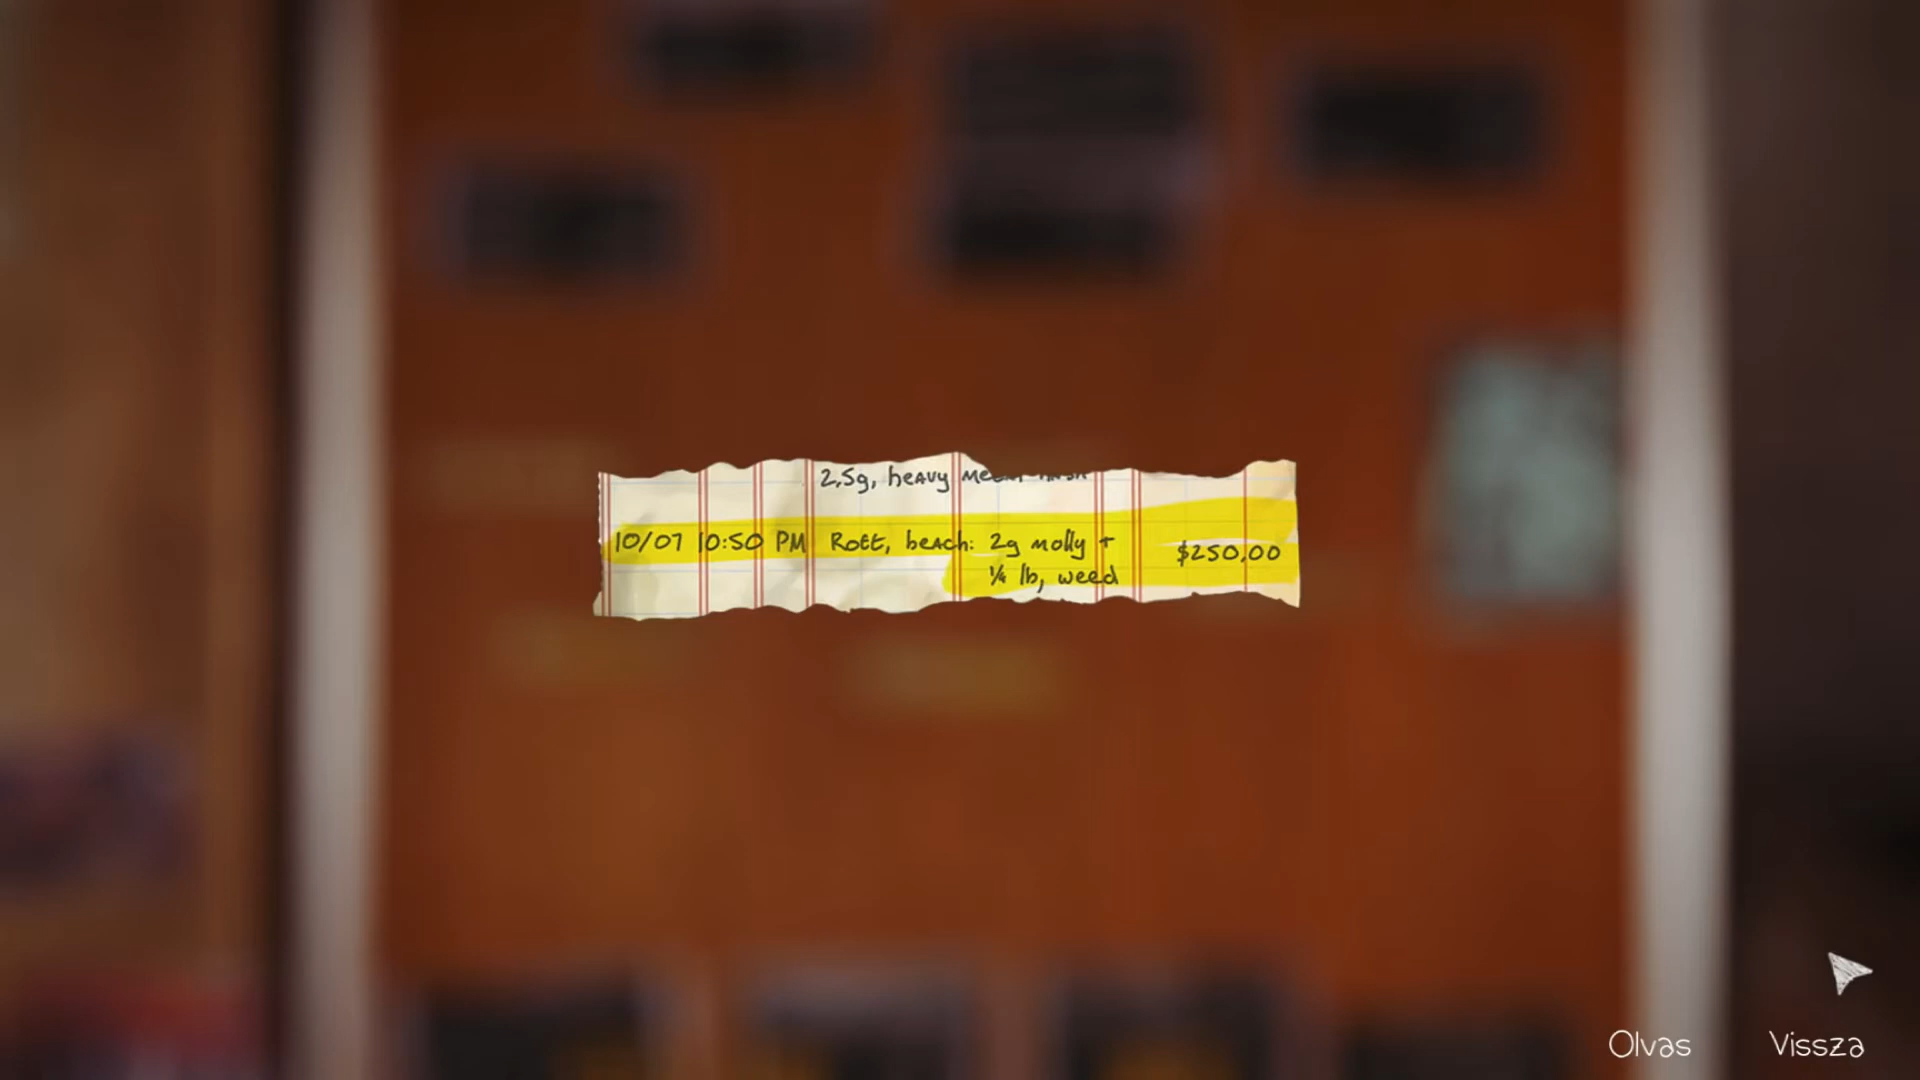 2,5g, heavy
10/07 10:50 PM Rott, beach: 2g molly + $250,00
1/4 lb, weed
Olvas Vissza